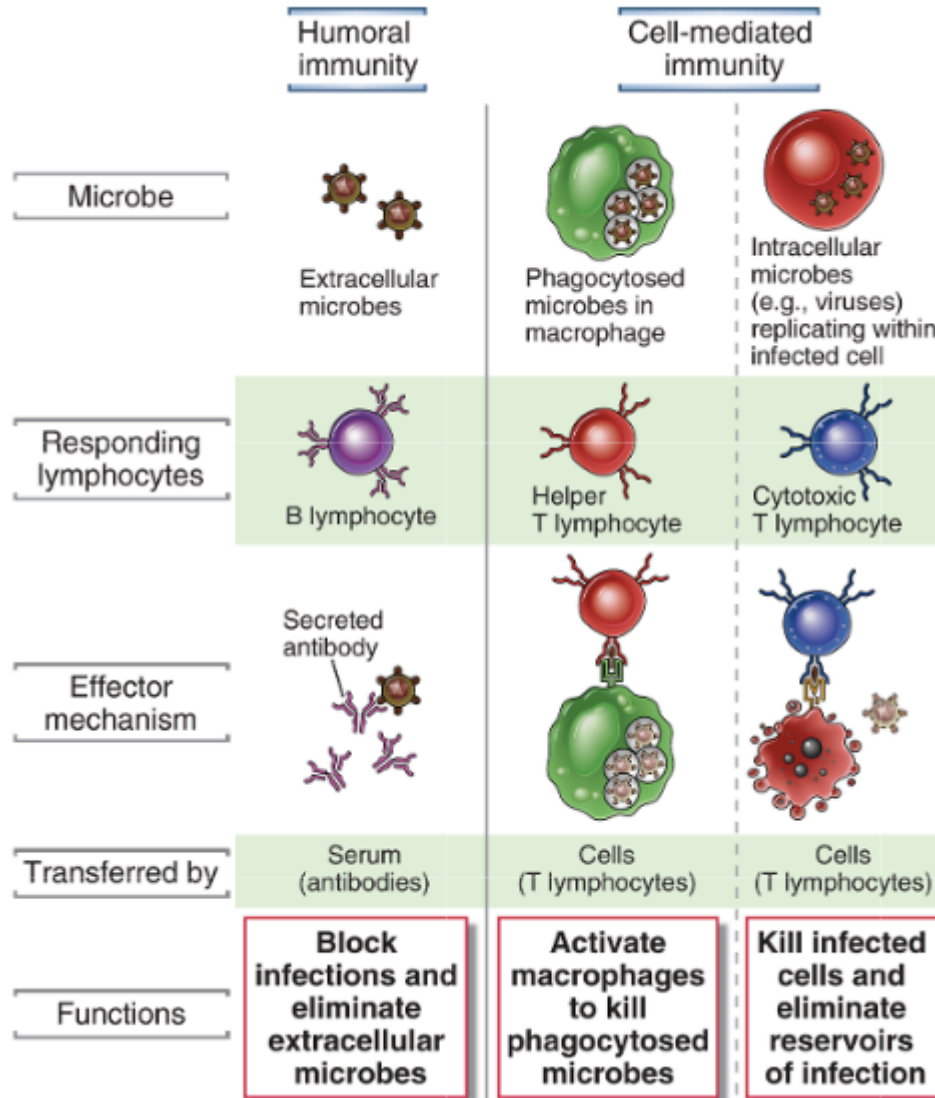 Humoral
immunity
Cell-mediated
immunity
Microbe
Extracellular
microbes
Phagocytosed
microbes in
macrophage
Intracellular
microbes
(e.g., viruses)
replicating within
infected cell
Responding
lymphocytes
B lymphocyte
Helper
T lymphocyte
Cytotoxic
T lymphocyte
Effector
mechanism
Secreted
antibody
Transferred by
Serum
(antibodies)
Cells
(T lymphocytes)
Cells
(T lymphocytes)
Functions
Block
infections and
eliminate
extracellular
microbes
Activate
macrophages
to kill
phagocytosed
microbes
Kill infected
cells and
eliminate
reservoirs
of infection